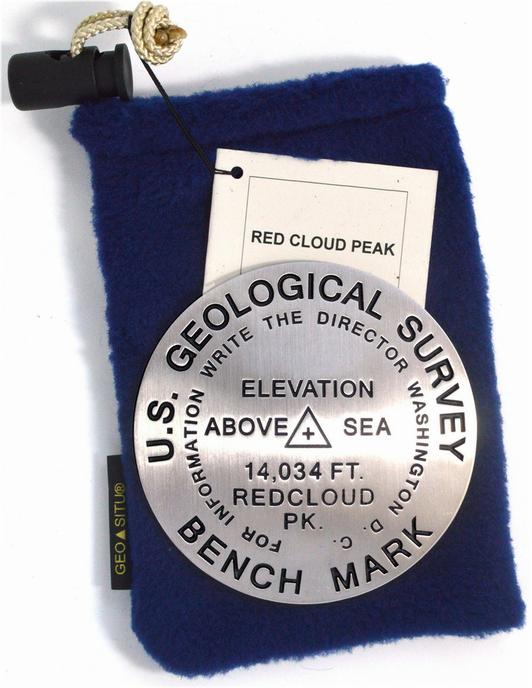 RED CLOUD PEAK
U.S. GEOLOGICAL SURVEY
FOR INFORMATION WRITE THE DIRECTOR WASHINGTON D. C.
ELEVATION
ABOVE SEA
14,034 FT.
REDCLOUD
PK.
BENCH MARK
GEO▲SITU®